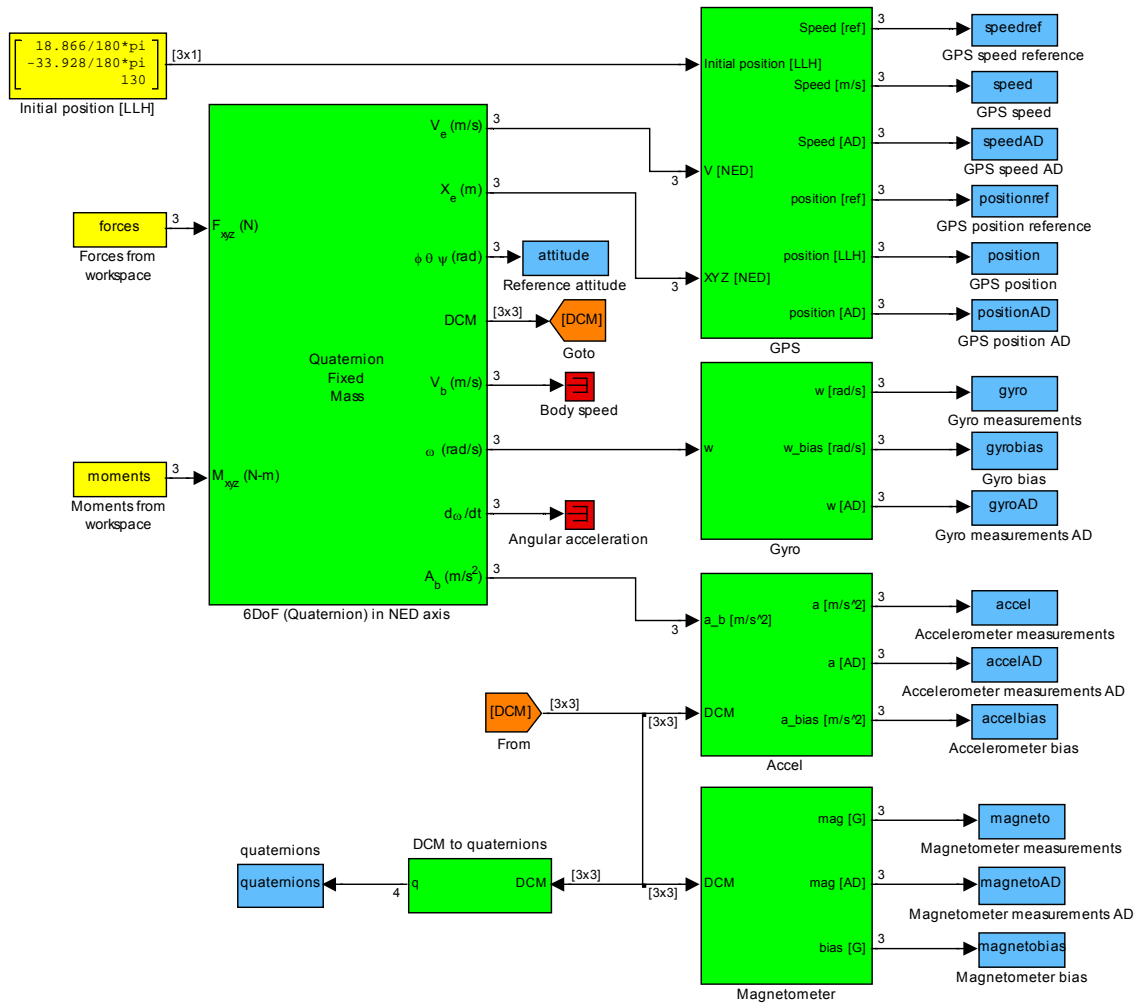 18.866/180*pi
-33.928/180*pi
130
Initial position [LLH]
[3x1]
forces
3
Forces from
workspace
moments
3
Moments from
workspace
F_xyz (N)
M_xyz (N-m)
Quaternion
Fixed
Mass
V_e (m/s)
3
X_e (m)
3
ϕ θ ψ (rad)
3
DCM
[3x3]
V_b (m/s)
3
ω (rad/s)
3
dω/dt
3
A_b (m/s²)
3
6DoF (Quaternion) in NED axis
attitude
Reference attitude
[DCM]
Goto
Body speed
Angular acceleration
Initial position [LLH]
3
V [NED]
3
XYZ [NED]
Speed [ref]
3
Speed [m/s]
3
Speed [AD]
3
position [ref]
3
position [LLH]
3
position [AD]
3
GPS
speedref
GPS speed reference
speed
GPS speed
speedAD
GPS speed AD
positionref
GPS position reference
position
GPS position
positionAD
GPS position AD
w
w [rad/s]
3
w_bias [rad/s]
3
w [AD]
3
Gyro
gyro
Gyro measurements
gyrobias
Gyro bias
gyroAD
Gyro measurements AD
3
a_b [m/s^2]
DCM
a [m/s^2]
3
a [AD]
3
a_bias [m/s^2]
3
Accel
accel
Accelerometer measurements
accelAD
Accelerometer measurements AD
accelbias
Accelerometer bias
[DCM]
From
[3x3]
[3x3]
DCM
mag [G]
3
mag [AD]
3
bias [G]
3
Magnetometer
magneto
Magnetometer measurements
magnetoAD
Magnetometer measurements AD
magnetobias
Magnetometer bias
quaternions
quaternions
4
DCM to quaternions
q
DCM
[3x3]
[3x3]